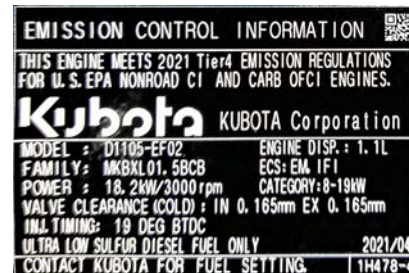 EMISSION CONTROL INFORMATION
THIS ENGINE MEETS 2021 Tier4 EMISSION REGULATIONS
FOR U.S.EPA NONROAD CI AND CARB OFCI ENGINES.
Kubota KUBOTA Corporation
MODEL : D1105-EF02 ENGINE DISP.: 1.1L
FAMILY: MKBXL01.5BCB ECS: EM, IFI
POWER : 18.2kW/3000rpm CATEGORY:8-19kW
VALVE CLEARANCE (COLD) : IN 0.165mm EX 0.165mm
INJ.TIMING: 19 DEG BTDC
ULTRA LOW SULFUR DIESEL FUEL ONLY 2021/04
CONTACT KUBOTA FOR FUEL SETTING. 1H478-